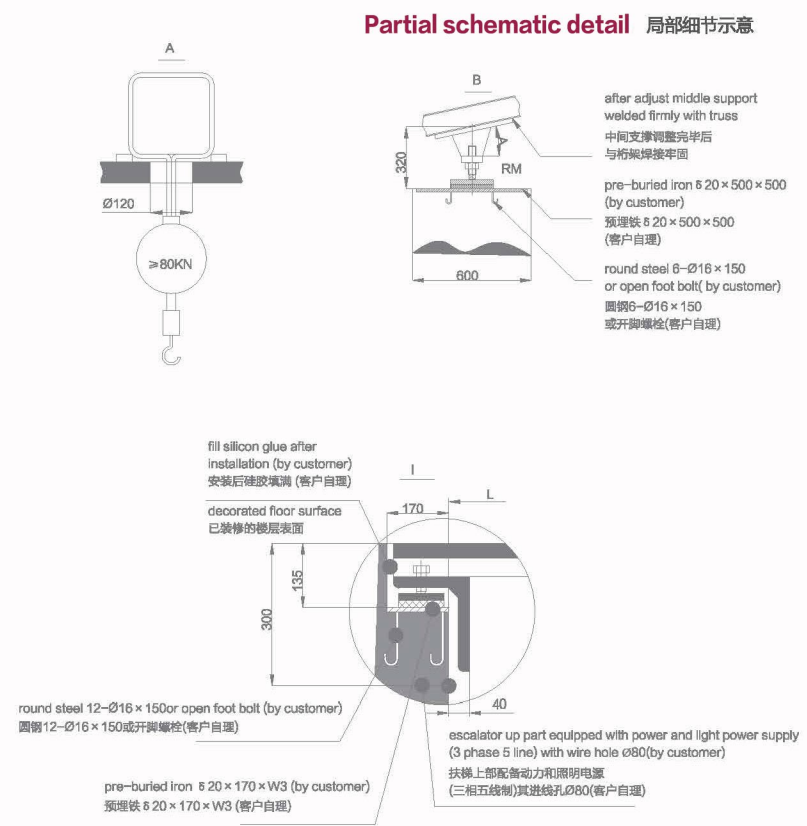 Partial schematic detail 局部细节示意
A
Ø120
≥80KN
B
320
RM
600
after adjust middle support
welded firmly with truss
中间支撑调整完毕后
与桁架焊接牢固
pre-buried iron δ 20 × 500 × 500
(by customer)
预埋铁 δ 20 × 500 × 500
(客户自理)
round steel 6-Ø16 × 150
or open foot bolt( by customer)
圆钢6-Ø16 × 150
或开脚螺栓(客户自理)
fill silicon glue after
installation (by customer)
安装后硅胶填满 (客户自理)
decorated floor surface
已装修的楼层表面
I
L
170
135
300
40
round steel 12-Ø16 × 150or open foot bolt (by customer)
圆钢12-Ø16 × 150或开脚螺栓(客户自理)
pre-buried iron δ 20 × 170 × W3 (by customer)
预埋铁 δ 20 × 170 × W3 (客户自理)
escalator up part equipped with power and light power supply
(3 phase 5 line) with wire hole Ø80(by customer)
扶梯上部配备动力和照明电源
(三相五线制)其进线孔Ø80(客户自理)